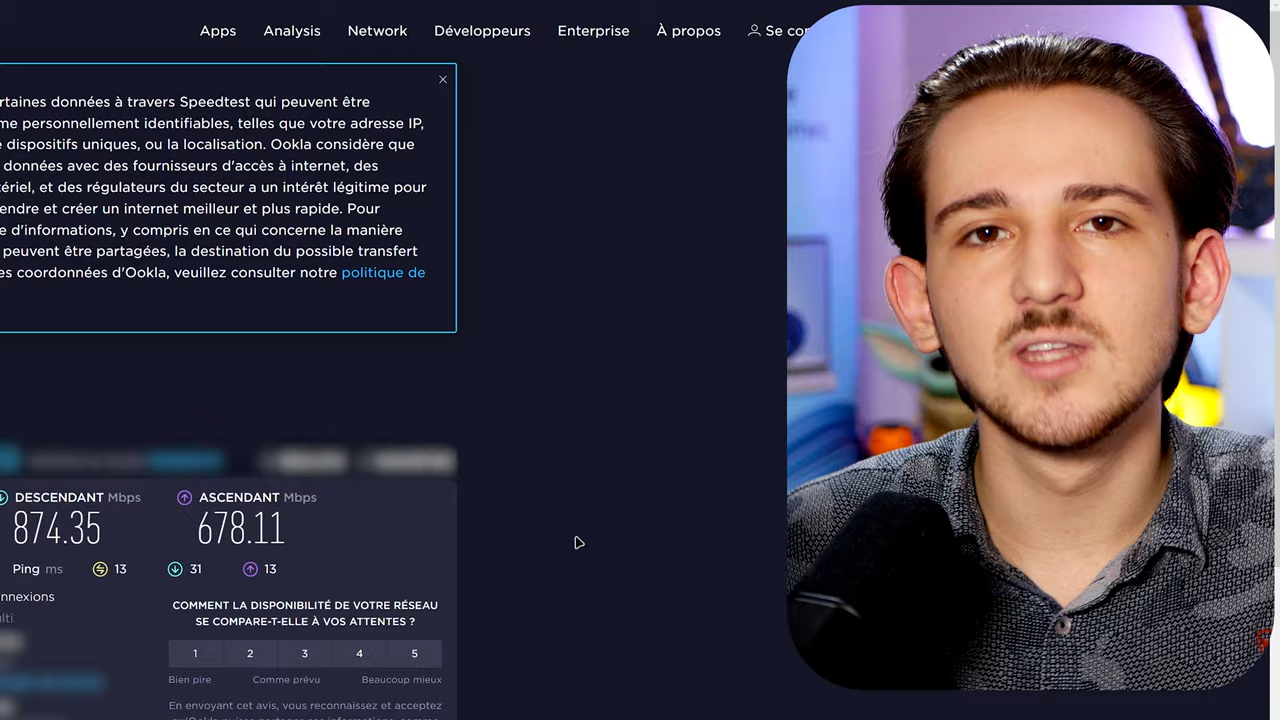 Apps Analysis Network Développeurs Enterprise À propos Se con
rtaines données à travers Speedtest qui peuvent être
me personnellement identifiables, telles que votre adresse IP,
e dispositifs uniques, ou la localisation. Ookla considère que
données avec des fournisseurs d'accès à internet, des
tériel, et des régulateurs du secteur a un intérêt légitime pour
endre et créer un internet meilleur et plus rapide. Pour
e d'informations, y compris en ce qui concerne la manière
peuvent être partagées, la destination du possible transfert
es coordonnées d'Ookla, veuillez consulter notre politique de
DESCENDANT Mbps ASCENDANT Mbps
874.35 678.11
Ping ms 13 31 13
nnexions
ulti
COMMENT LA DISPONIBILITÉ DE VOTRE RÉSEAU
SE COMPARE-T-ELLE À VOS ATTENTES ?
1 2 3 4 5
Bien pire Comme prévu Beaucoup mieux
En envoyant cet avis, vous reconnaissez et acceptez